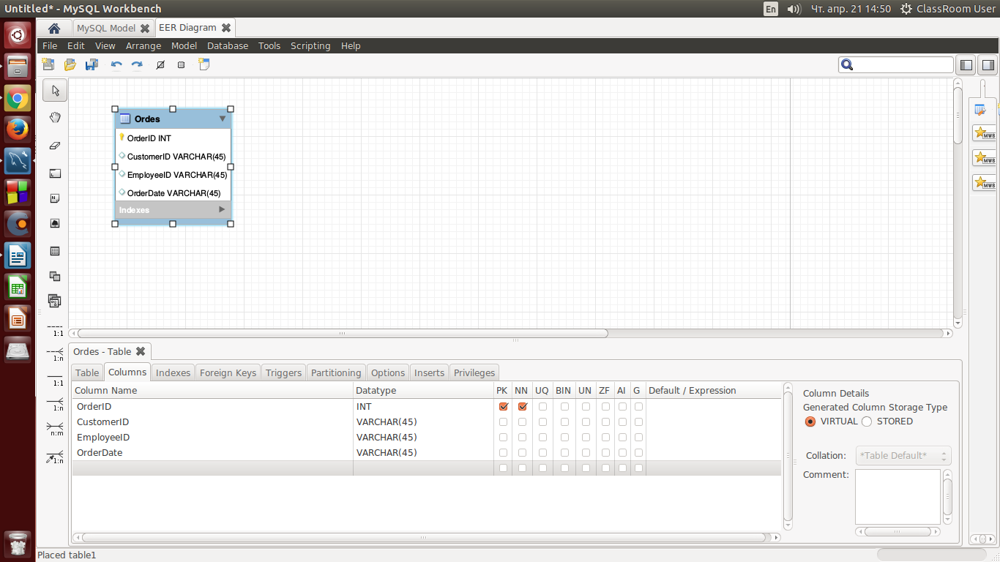 Untitled* - MySQL Workbench
En
Чт. апр. 21 14:50
ClassRoom User
MySQL Model
EER Diagram
File Edit View Arrange Model Database Tools Scripting Help
Ordes
OrderID INT
CustomerID VARCHAR(45)
EmployeeID VARCHAR(45)
OrderDate VARCHAR(45)
Indexes
MWB
MWB
MWB
1:1
1:n
1:1
1:n
n:m
1:n
Ordes - Table
Table Columns Indexes Foreign Keys Triggers Partitioning Options Inserts Privileges
Column Name Datatype PK NN UQ BIN UN ZF AI G Default / Expression
OrderID INT
CustomerID VARCHAR(45)
EmployeeID VARCHAR(45)
OrderDate VARCHAR(45)
Column Details
Generated Column Storage Type
VIRTUAL STORED
Collation: *Table Default*
Comment:
Placed table1